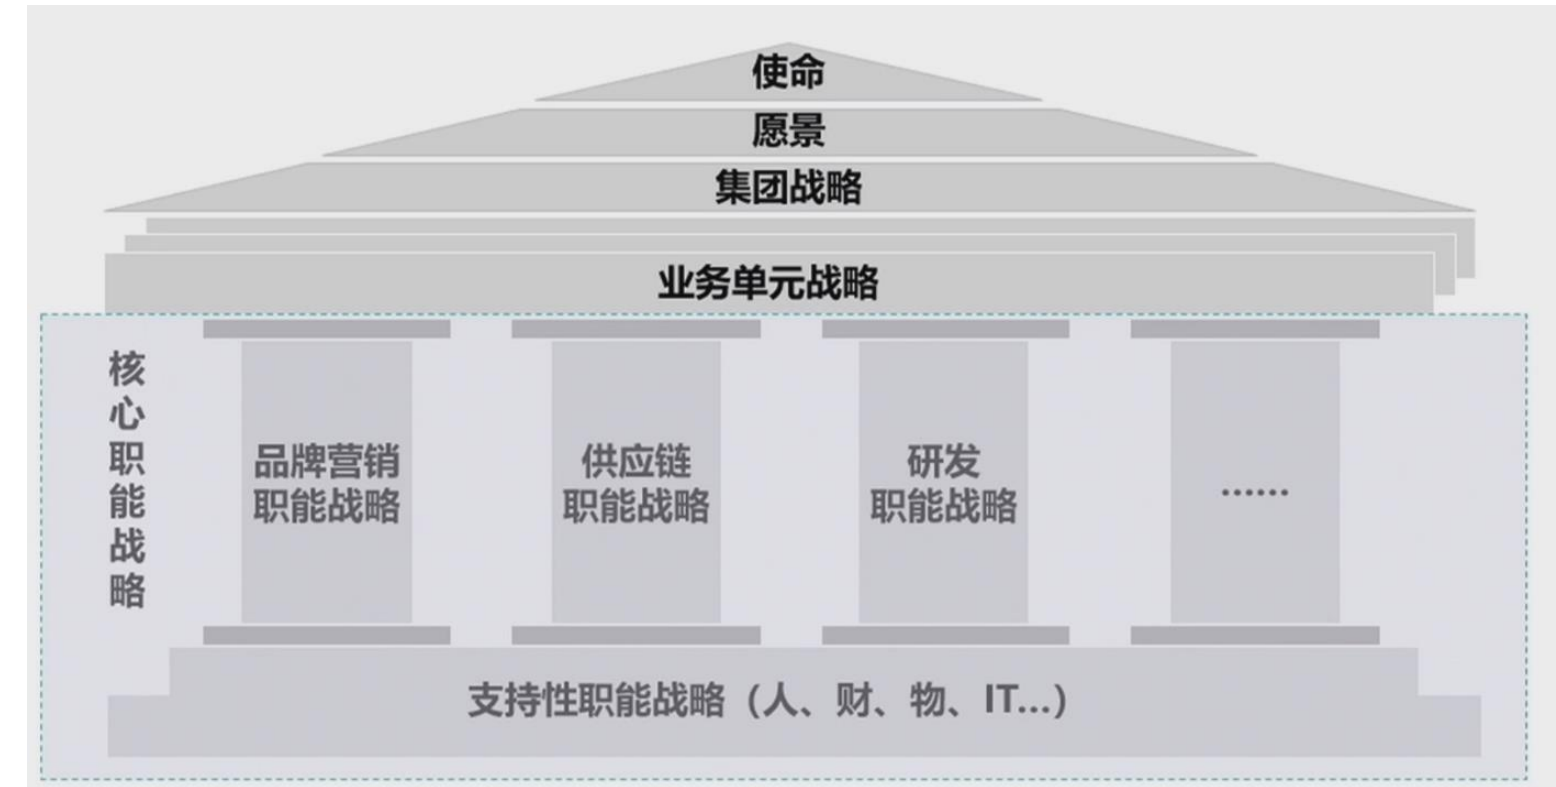 使命
愿景
集团战略
业务单元战略
核心职能战略
品牌营销
职能战略
供应链
职能战略
研发
职能战略
......
支持性职能战略（人、财、物、IT...）